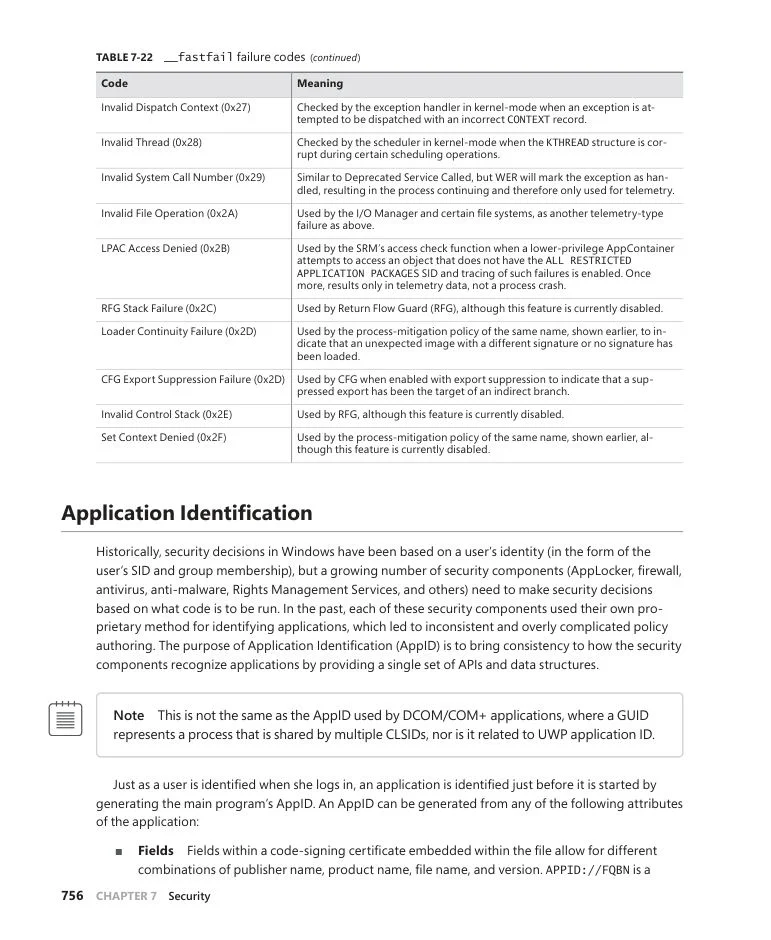 TABLE 7-22 __fastfail failure codes (continued)
Code Meaning
Invalid Dispatch Context (0x27) Checked by the exception handler in kernel-mode when an exception is at-
tempted to be dispatched with an incorrect CONTEXT record.
Invalid Thread (0x28) Checked by the scheduler in kernel-mode when the KTHREAD structure is cor-
rupt during certain scheduling operations.
Invalid System Call Number (0x29) Similar to Deprecated Service Called, but WER will mark the exception as han-
dled, resulting in the process continuing and therefore only used for telemetry.
Invalid File Operation (0x2A) Used by the I/O Manager and certain file systems, as another telemetry-type
failure as above.
LPAC Access Denied (0x2B) Used by the SRM's access check function when a lower-privilege AppContainer
attempts to access an object that does not have the ALL RESTRICTED
APPLICATION PACKAGES SID and tracing of such failures is enabled. Once
more, results only in telemetry data, not a process crash.
RFG Stack Failure (0x2C) Used by Return Flow Guard (RFG), although this feature is currently disabled.
Loader Continuity Failure (0x2D) Used by the process-mitigation policy of the same name, shown earlier, to in-
dicate that an unexpected image with a different signature or no signature has
been loaded.
CFG Export Suppression Failure (0x2D) Used by CFG when enabled with export suppression to indicate that a sup-
pressed export has been the target of an indirect branch.
Invalid Control Stack (0x2E) Used by RFG, although this feature is currently disabled.
Set Context Denied (0x2F) Used by the process-mitigation policy of the same name, shown earlier, al-
though this feature is currently disabled.
Application Identification
Historically, security decisions in Windows have been based on a user's identity (in the form of the
user's SID and group membership), but a growing number of security components (AppLocker, firewall,
antivirus, anti-malware, Rights Management Services, and others) need to make security decisions
based on what code is to be run. In the past, each of these security components used their own pro-
prietary method for identifying applications, which led to inconsistent and overly complicated policy
authoring. The purpose of Application Identification (AppID) is to bring consistency to how the security
components recognize applications by providing a single set of APIs and data structures.
Note This is not the same as the AppID used by DCOM/COM+ applications, where a GUID
represents a process that is shared by multiple CLSIDs, nor is it related to UWP application ID.
Just as a user is identified when she logs in, an application is identified just before it is started by
generating the main program's AppID. An AppID can be generated from any of the following attributes
of the application:
■ Fields Fields within a code-signing certificate embedded within the file allow for different
combinations of publisher name, product name, file name, and version. APPID://FQBN is a
756 CHAPTER 7 Security